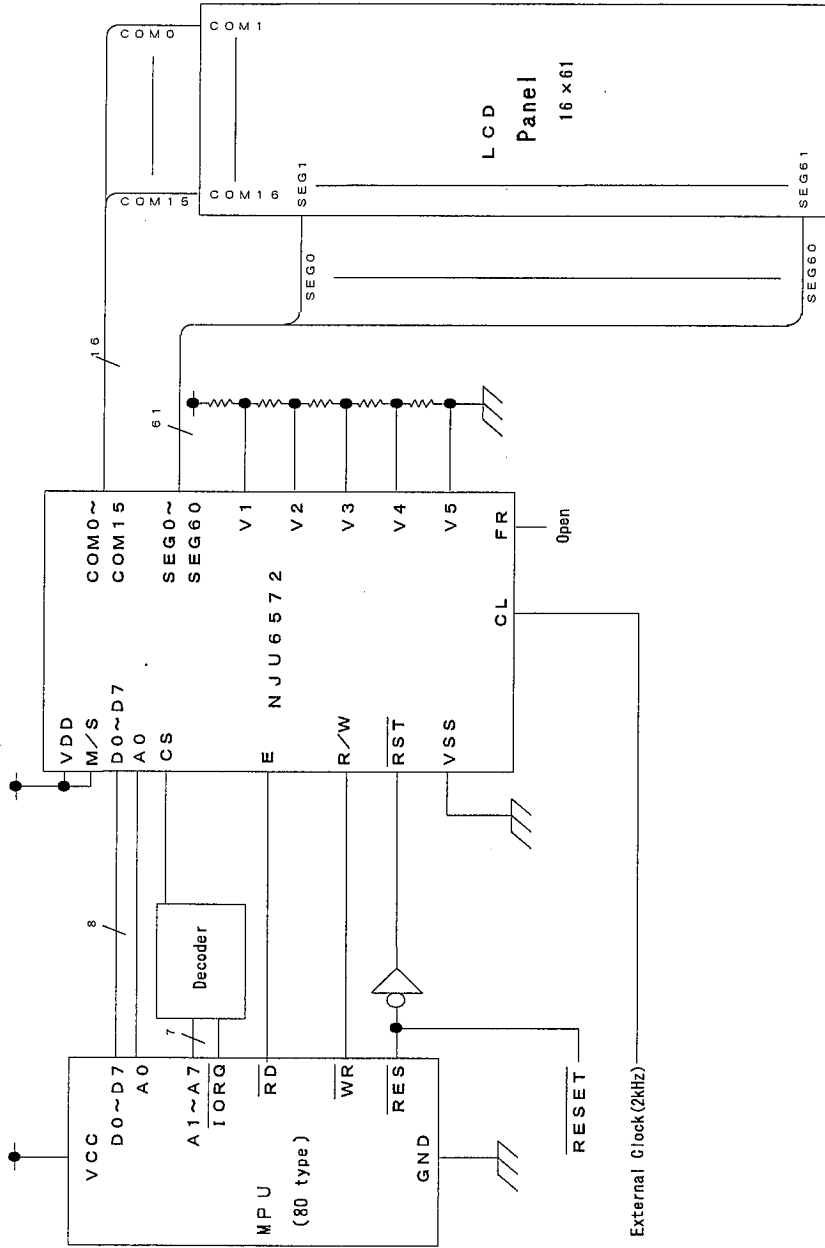 VCC
D0~D7
A0
A1~A7
IORQ
RD
WR
RES
GND
MPU
(80 type)
8
7
Decoder
RESET
External Clock(2kHz)
VDD
M/S
D0~D7
A0
CS
E
R/W
RST
VSS
NJU6572
COM0~
COM15
SEG0~
SEG60
V1
V2
V3
V4
V5
FR
CL
Open
16
61
COM0
COM15
COM1
COM16
SEG0
SEG60
SEG1
SEG61
LCD
Panel
16×61